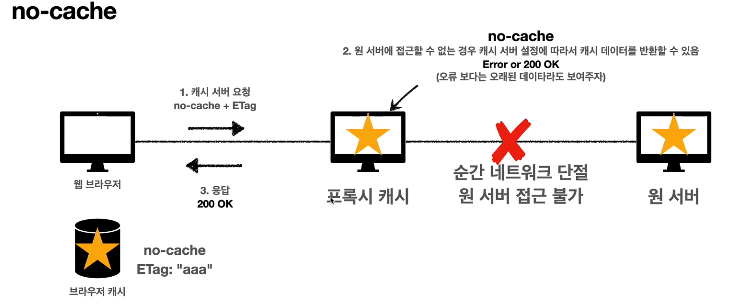 no-cache
no-cache
2. 원 서버에 접근할 수 없는 경우 캐시 서버 설정에 따라서 캐시 데이터를 반환할 수 있음
Error or 200 OK
(오류 보다는 오래된 데이타라도 보여주자)
1. 캐시 서버 요청
no-cache + ETag
3. 응답
200 OK
웹 브라우저
프록시 캐시
순간 네트워크 단절
원 서버 접근 불가
원 서버
no-cache
ETag: "aaa"
브라우저 캐시